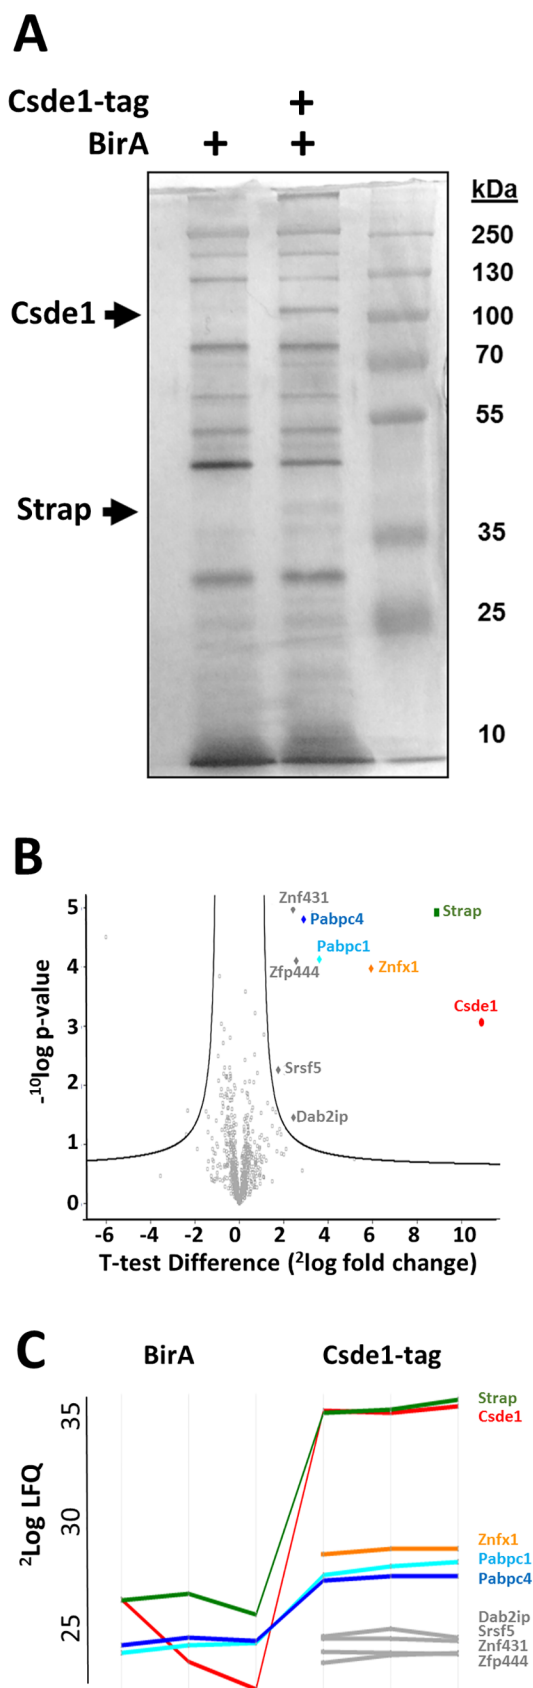 A
Csde1-tag +
BirA + +
kDa
250
130
Csde1
100
70
55
Strap
35
25
10
B
Znf431
5
Strap
Pabpc4
Pabpc1
4
Zfp444
Znfx1
Csde1
3
Srsf5
2
Dab2ip
1
0
-10log p-value
-6 -4 -2 0 2 4 6 8 10
T-test Difference (2log fold change)
C
BirA Csde1-tag
35
Strap
Csde1
2Log LFQ
30
Znfx1
Pabpc1
Pabpc4
25
Dab2ip
Srsf5
Znf431
Zfp444